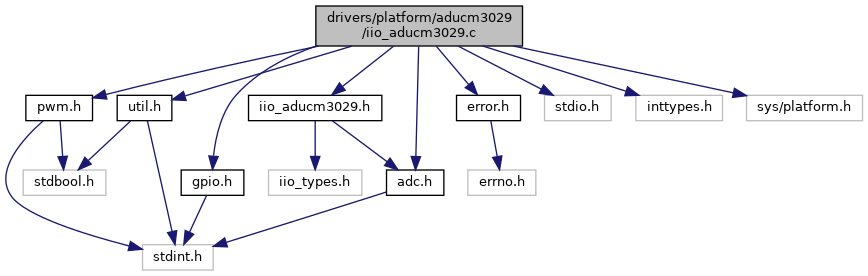 drivers/platform/aducm3029
/iio_aducm3029.c
pwm.h
util.h
iio_aducm3029.h
error.h
stdio.h
inttypes.h
sys/platform.h
stdbool.h
gpio.h
iio_types.h
adc.h
errno.h
stdint.h